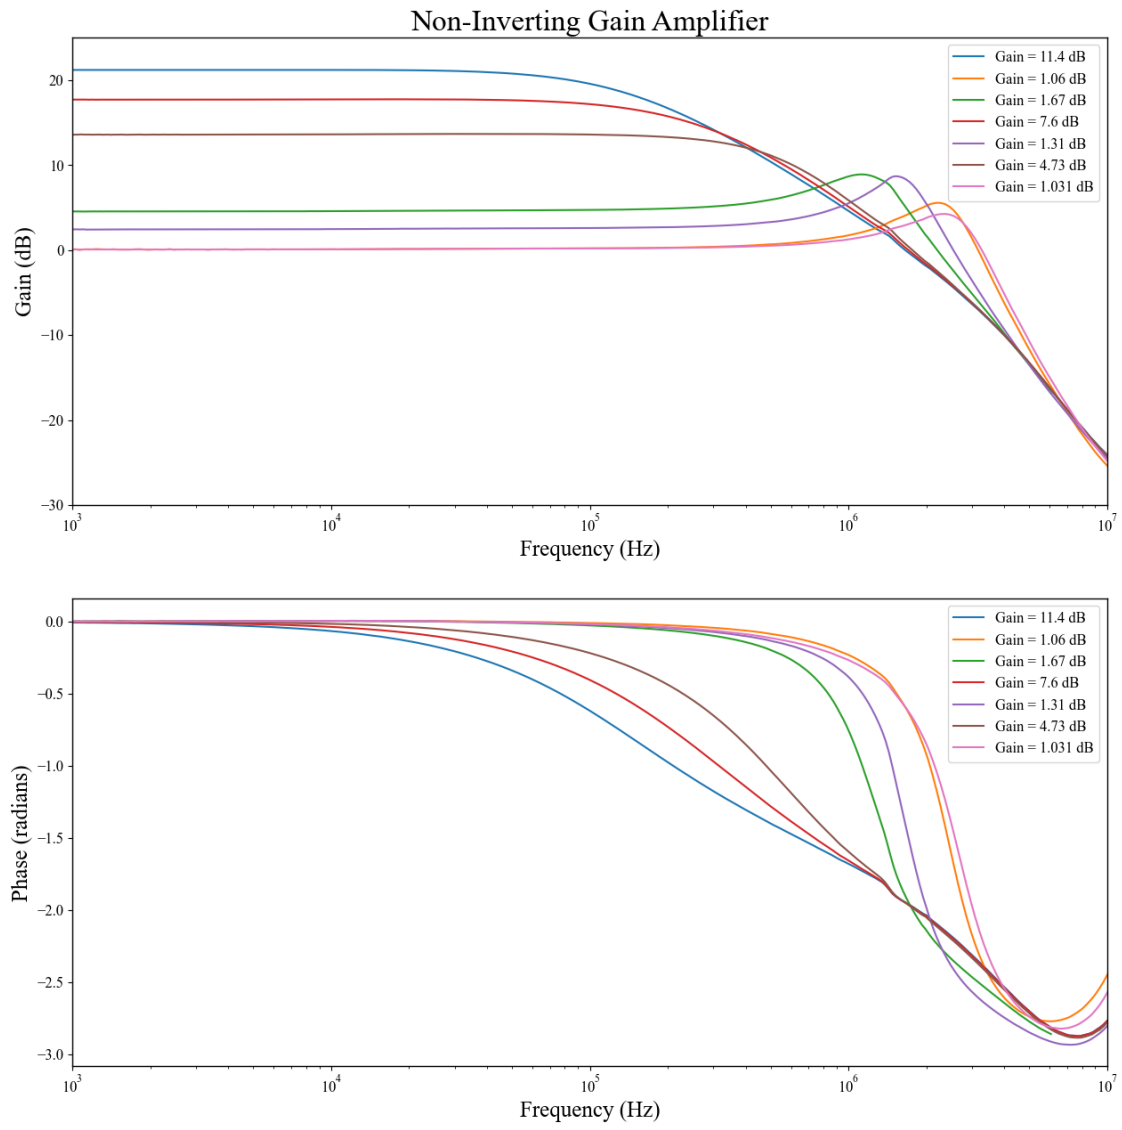 Non-Inverting Gain Amplifier
Gain = 11.4 dB
Gain = 1.06 dB
Gain = 1.67 dB
Gain = 7.6 dB
Gain = 1.31 dB
Gain = 4.73 dB
Gain = 1.031 dB
20
10
0
−10
−20
−30
Gain (dB)
10³ 10⁴ 10⁵ 10⁶ 10⁷
Frequency (Hz)
Gain = 11.4 dB
Gain = 1.06 dB
Gain = 1.67 dB
Gain = 7.6 dB
Gain = 1.31 dB
Gain = 4.73 dB
Gain = 1.031 dB
0.0
−0.5
−1.0
−1.5
−2.0
−2.5
−3.0
Phase (radians)
10³ 10⁴ 10⁵ 10⁶ 10⁷
Frequency (Hz)